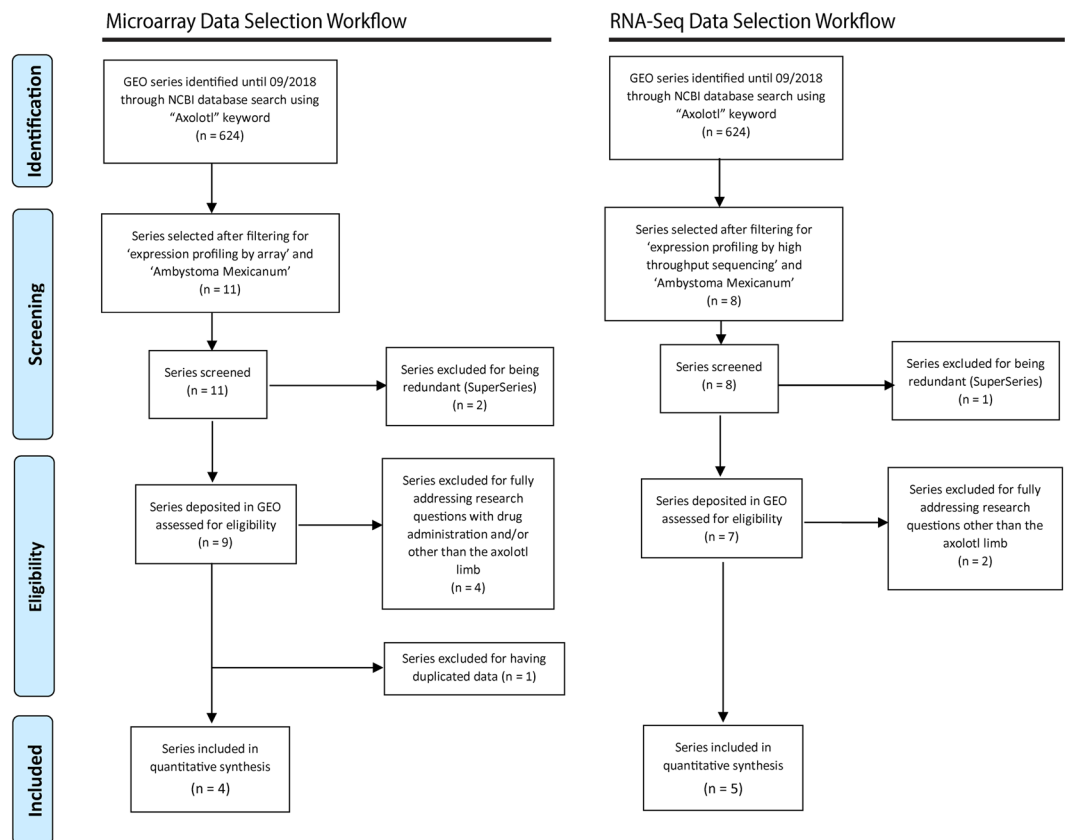 Microarray Data Selection Workflow
GEO series identified until 09/2018
through NCBI database search using
“Axolotl” keyword
(n = 624)
Series selected after filtering for
‘expression profiling by array’ and
‘Ambystoma Mexicanum’
(n = 11)
Series screened
(n = 11)
Series excluded for being
redundant (SuperSeries)
(n = 2)
Series deposited in GEO
assessed for eligibility
(n = 9)
Series excluded for fully
addressing research
questions with drug
administration and/or
other than the axolotl
limb
(n = 4)
Series excluded for having
duplicated data (n = 1)
Series included in
quantitative synthesis
(n = 4)
RNA-Seq Data Selection Workflow
GEO series identified until 09/2018
through NCBI database search using
“Axolotl” keyword
(n = 624)
Series selected after filtering for
‘expression profiling by high
throughput sequencing’ and
‘Ambystoma Mexicanum’
(n = 8)
Series screened
(n = 8)
Series excluded for being
redundant (SuperSeries)
(n = 1)
Series deposited in GEO
assessed for eligibility
(n = 7)
Series excluded for fully
addressing research
questions other than the
axolotl limb
(n = 2)
Series included in
quantitative synthesis
(n = 5)
Identification
Screening
Eligibility
Included